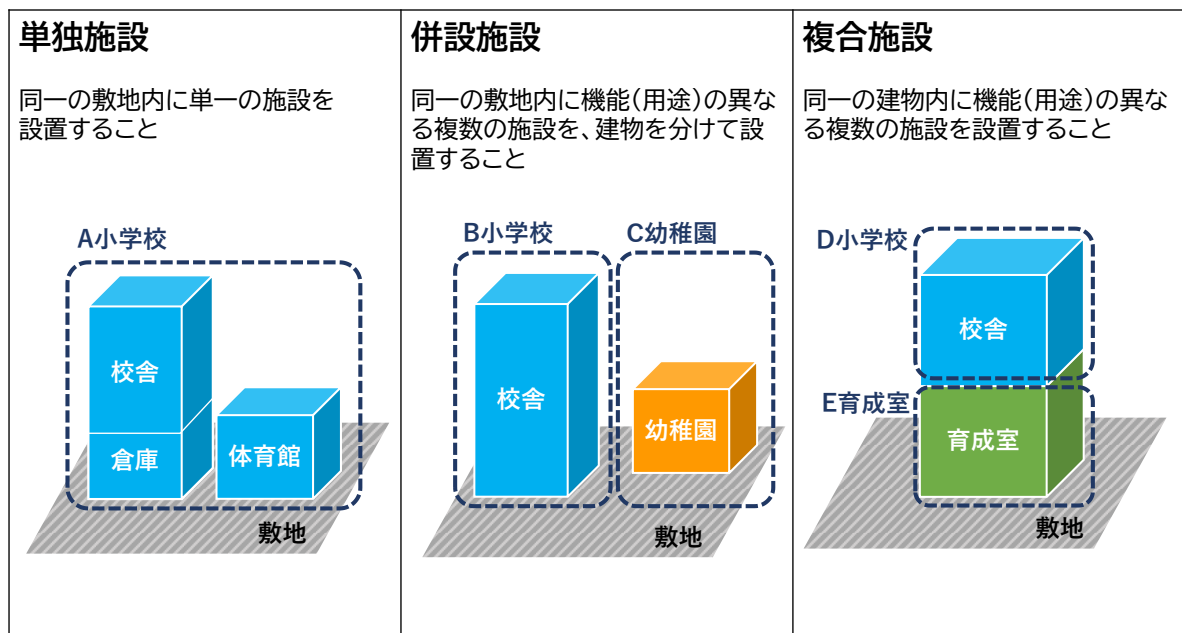 単独施設
同一の敷地内に単一の施設を
設置すること
A小学校
校舎
倉庫
体育館
敷地
併設施設
同一の敷地内に機能(用途)の異な
る複数の施設を、建物を分けて設
置すること
B小学校
C幼稚園
校舎
幼稚園
敷地
複合施設
同一の建物内に機能(用途)の異な
る複数の施設を設置すること
D小学校
校舎
E育成室
育成室
敷地